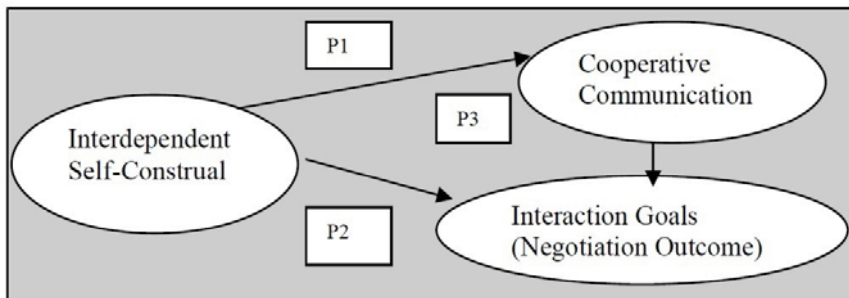 P1
Cooperative
Communication
P3
Interdependent
Self-Construal
P2
Interaction Goals
(Negotiation Outcome)